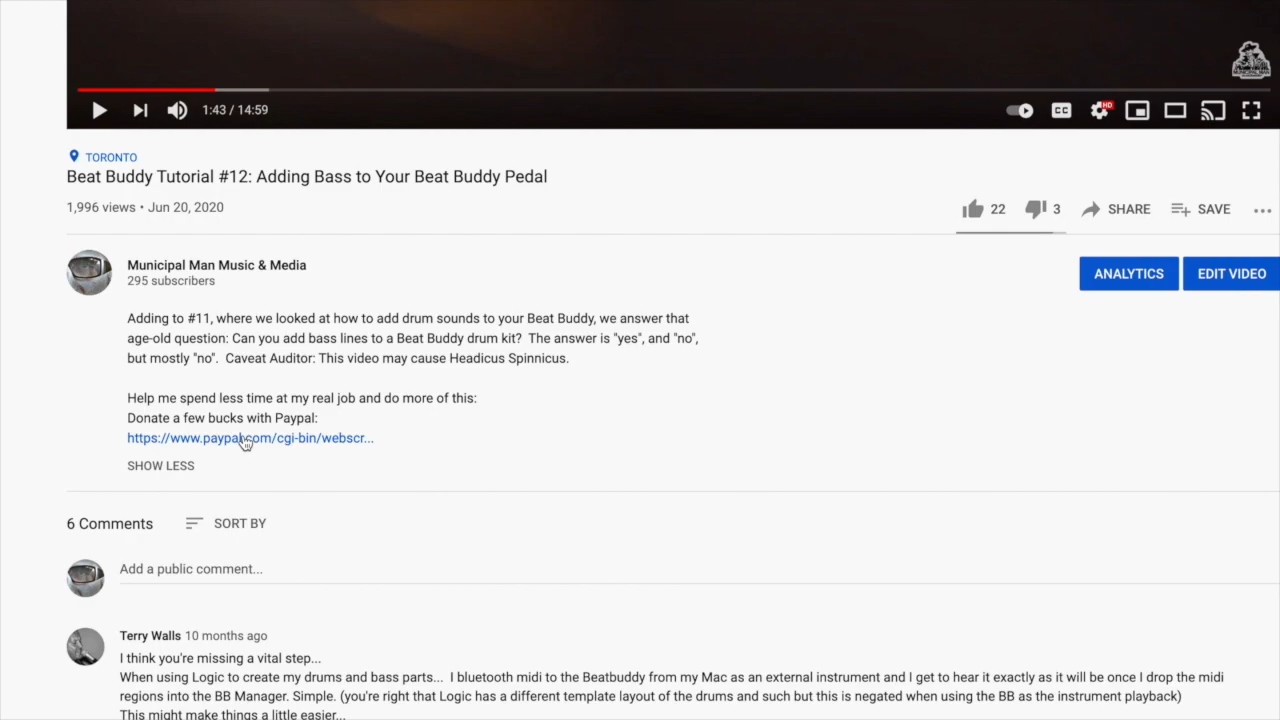 MUNICIPAL MAN
1:43 / 14:59
CC
HD
TORONTO
Beat Buddy Tutorial #12: Adding Bass to Your Beat Buddy Pedal
1,996 views • Jun 20, 2020
22
3
SHARE
SAVE
Municipal Man Music & Media
295 subscribers
ANALYTICS
EDIT VIDEO
Adding to #11, where we looked at how to add drum sounds to your Beat Buddy, we answer that
age-old question: Can you add bass lines to a Beat Buddy drum kit?  The answer is "yes", and "no",
but mostly "no".  Caveat Auditor: This video may cause Headicus Spinnicus.
Help me spend less time at my real job and do more of this:
Donate a few bucks with Paypal:
https://www.paypal.com/cgi-bin/webscr...
SHOW LESS
6 Comments
SORT BY
Add a public comment...
Terry Walls 10 months ago
I think you're missing a vital step...
When using Logic to create my drums and bass parts...  I bluetooth midi to the Beatbuddy from my Mac as an external instrument and I get to hear it exactly as it will be once I drop the midi
regions into the BB Manager. Simple. (you're right that Logic has a different template layout of the drums and such but this is negated when using the BB as the instrument playback)
This might make things a little easier...